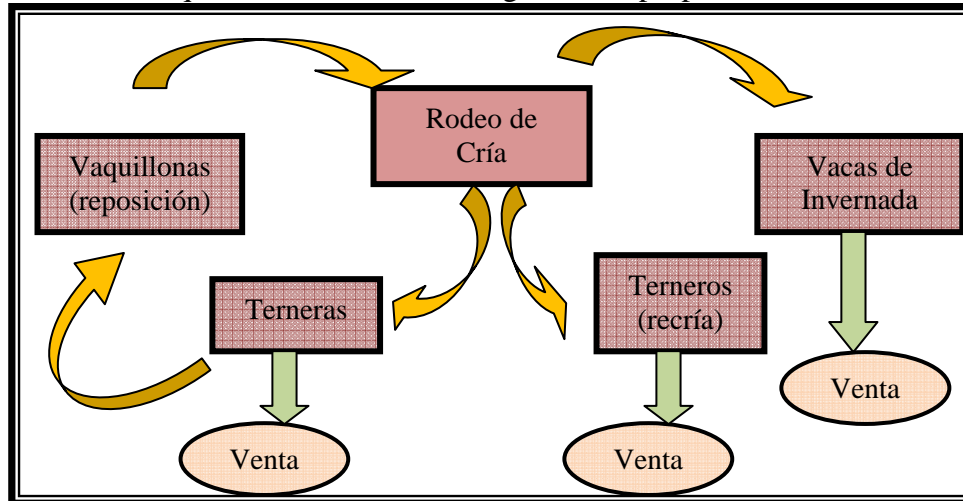 Rodeo de
Cría
Vaquillonas
(reposición)
Vacas de
Invernada
Terneras
Terneros
(recría)
Venta
Venta
Venta